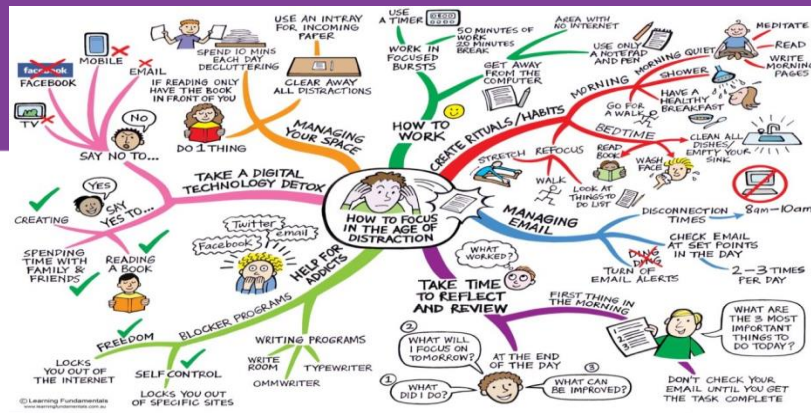 HOW TO FOCUS
IN THE AGE OF
DISTRACTION
MANAGING
YOUR SPACE
USE AN INTRAY FOR
INCOMING
PAPER
SPEND 10 MINS
EACH DAY
DECLUTTERING
CLEAR AWAY
ALL DISTRACTIONS
IF READING ONLY
HAVE THE BOOK
IN FRONT OF YOU
DO 1 THING
HOW TO
WORK
USE
A TIMER
50 MINUTES OF
WORK
20 MINUTES
BREAK
WORK IN
FOCUSED
BURSTS
AREA WITH
NO INTERNET
GET AWAY
FROM THE
COMPUTER
USE ONLY
A NOTEPAD
AND PEN
CREATE RITUALS/HABITS
MORNING
MORNING QUIET
MEDITATE
READ
WRITE
MORNING
PAGES
SHOWER
HAVE A
HEALTHY
BREAKFAST
GO FOR
A WALK
BEDTIME
CLEAN ALL
DISHES/
EMPTY YOUR
SINK
READ
BOOK
WASH
FACE
REFOCUS
STRETCH
WALK
LOOK AT
THINGS TO
DO LIST
MANAGING
EMAIL
DISCONNECTION
TIMES
8am-10am
CHECK EMAIL
AT SET POINTS
IN THE DAY
2-3 TIMES
PER DAY
DING
DING
TURN OF
EMAIL ALERTS
TAKE TIME
TO REFLECT
AND REVIEW
WHAT
WORKED?
FIRST THING IN
THE MORNING
1
2
3
WHAT ARE
THE 3 MOST
IMPORTANT
THINGS TO
DO TODAY?
DON'T CHECK YOUR
EMAIL UNTIL YOU GET
THE TASK COMPLETE
AT THE END
OF THE DAY
1
WHAT
DID I DO?
2
WHAT WILL
I FOCUS ON
TOMORROW?
3
WHAT CAN
BE IMPROVED?
HELP FOR
ADDICTS
Twitter
email
Facebook
WRITING PROGRAMS
WRITE
ROOM
OMMWRITER
TYPEWRITER
BLOCKER PROGRAMS
FREEDOM
LOCKS
YOU OUT OF
THE INTERNET
SELF CONTROL
LOCKS YOU OUT
OF SPECIFIC SITES
TAKE A DIGITAL
TECHNOLOGY DETOX
SAY NO TO...
NO
facebook
FACEBOOK
MOBILE
EMAIL
TV
SAY
YES TO...
YES
CREATING
SPENDING
TIME WITH
FAMILY &
FRIENDS
READING
A BOOK
© Learning Fundamentals
www.learningfundamentals.com.au